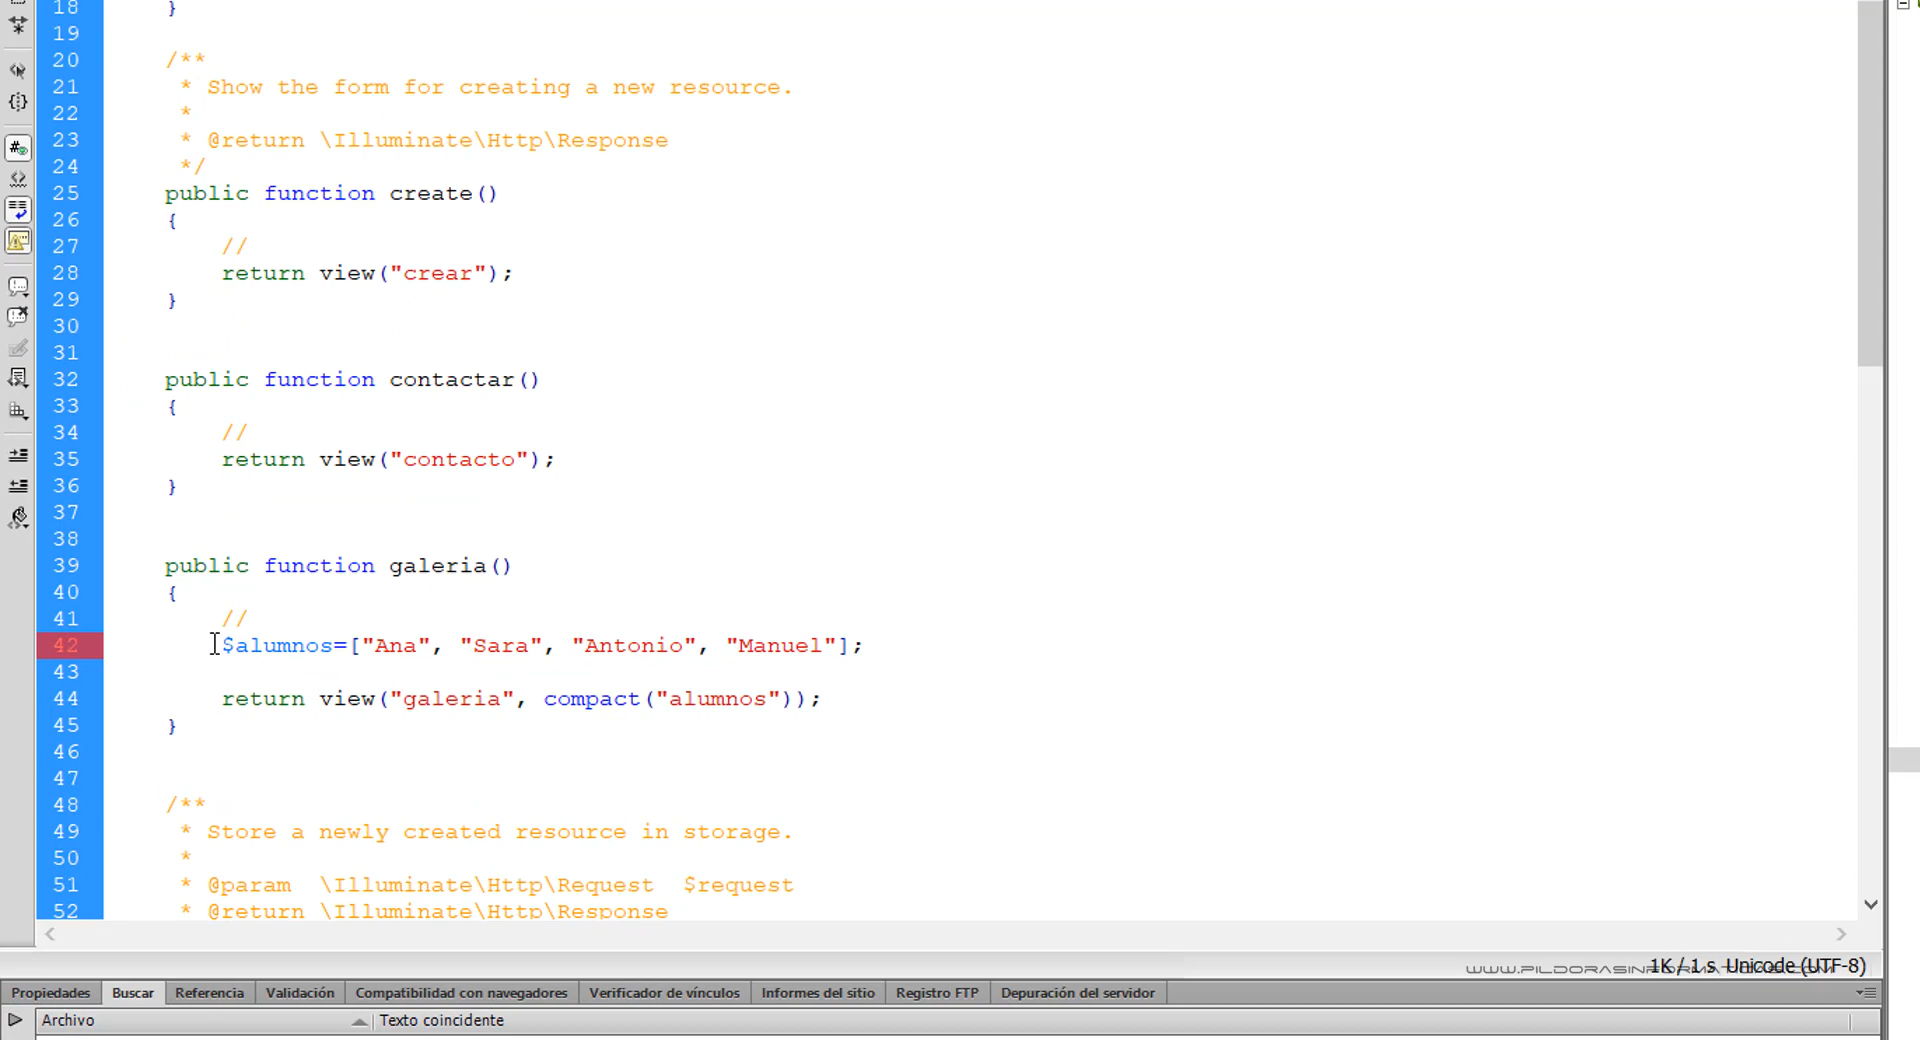 18 }
19
20 /**
21 * Show the form for creating a new resource.
22 *
23 * @return \Illuminate\Http\Response
24 */
25 public function create()
26 {
27 //
28 return view("crear");
29 }
30
31
32 public function contactar()
33 {
34 //
35 return view("contacto");
36 }
37
38
39 public function galeria()
40 {
41 //
42 $alumnos=["Ana", "Sara", "Antonio", "Manuel"];
43
44 return view("galeria", compact("alumnos"));
45 }
46
47
48 /**
49 * Store a newly created resource in storage.
50 *
51 * @param \Illuminate\Http\Request $request
52 * @return \Illuminate\Http\Response
WWW.PILDORASINFORMATICAS.COM
1K / 1 s Unicode (UTF-8)
Propiedades Buscar Referencia Validación Compatibilidad con navegadores Verificador de vínculos Informes del sitio Registro FTP Depuración del servidor
Archivo Texto coincidente